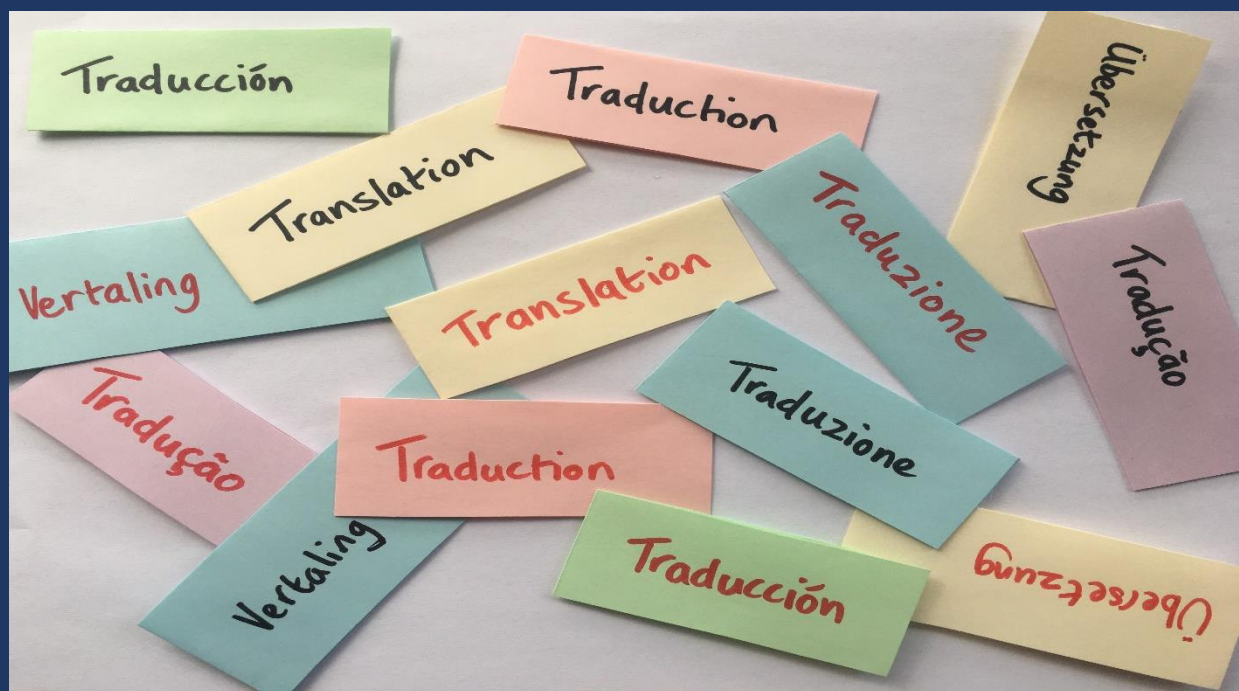 Traducción
Traduction
Übersetzung
Translation
Traduzione
Vertaling
Translation
Tradução
Tradução
Traduction
Traduzione
Vertaling
Traducción
Übersetzung